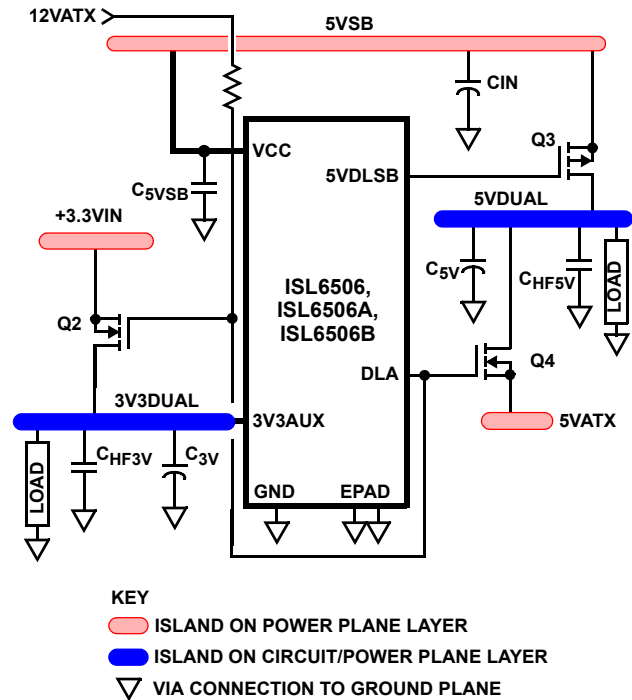 12VATX
5VSB
CIN
Q3
VCC
5VDLSB
C5VSB
5VDUAL
+3.3VIN
C5V
CHF5V
LOAD
ISL6506,
ISL6506A,
ISL6506B
Q2
DLA
Q4
3V3DUAL
3V3AUX
5VATX
CHF3V
C3V
LOAD
GND
EPAD
KEY
ISLAND ON POWER PLANE LAYER
ISLAND ON CIRCUIT/POWER PLANE LAYER
VIA CONNECTION TO GROUND PLANE